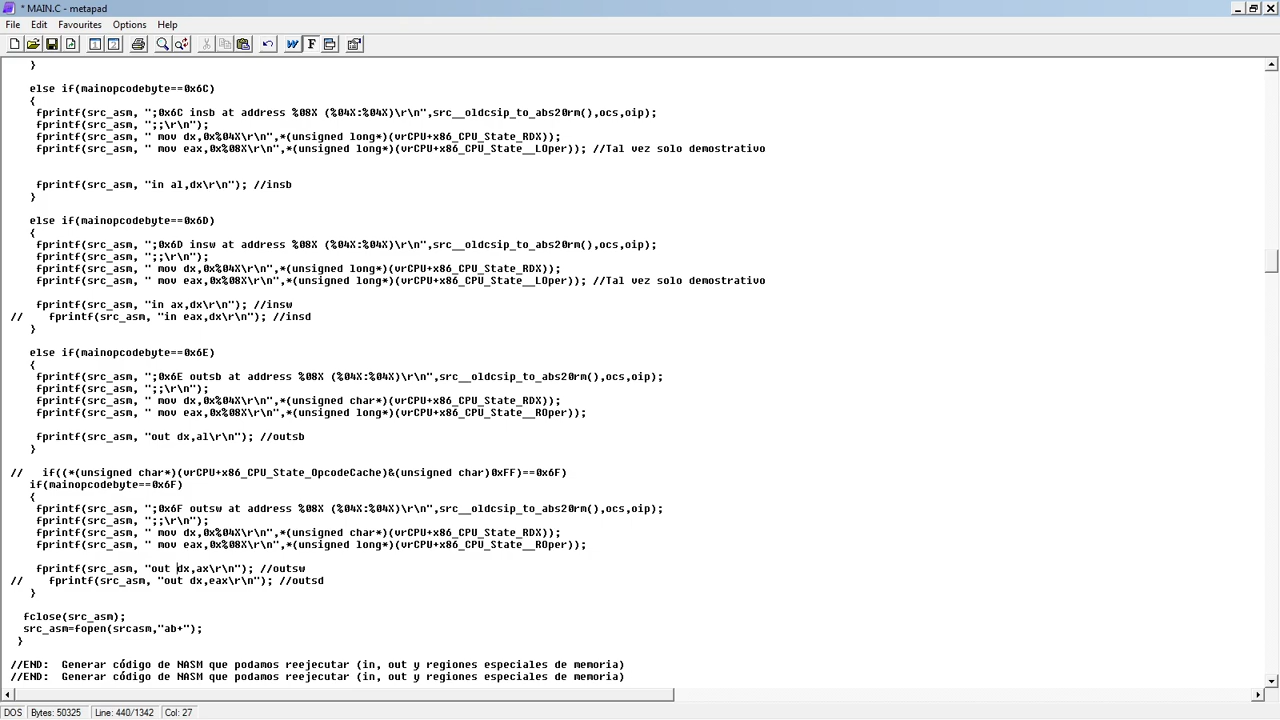 * MAIN.C - metapad
File Edit Favourites Options Help
}
else if(mainopcodebyte==0x6C)
{
fprintf(src_asm, ";0x6C insb at address %08X (%04X:%04X)\r\n",src__oldcsip_to_abs20rm(),ocs,oip);
fprintf(src_asm, ";;\r\n");
fprintf(src_asm, " mov dx,0x%04X\r\n",*(unsigned long*)(vrCPU+x86_CPU_State_RDX));
fprintf(src_asm, " mov eax,0x%08X\r\n",*(unsigned long*)(vrCPU+x86_CPU_State__LOper)); //Tal vez solo demostrativo
fprintf(src_asm, "in al,dx\r\n"); //insb
}
else if(mainopcodebyte==0x6D)
{
fprintf(src_asm, ";0x6D insw at address %08X (%04X:%04X)\r\n",src__oldcsip_to_abs20rm(),ocs,oip);
fprintf(src_asm, ";;\r\n");
fprintf(src_asm, " mov dx,0x%04X\r\n",*(unsigned long*)(vrCPU+x86_CPU_State_RDX));
fprintf(src_asm, " mov eax,0x%08X\r\n",*(unsigned long*)(vrCPU+x86_CPU_State__LOper)); //Tal vez solo demostrativo
fprintf(src_asm, "in ax,dx\r\n"); //insw
// fprintf(src_asm, "in eax,dx\r\n"); //insd
}
else if(mainopcodebyte==0x6E)
{
fprintf(src_asm, ";0x6E outsb at address %08X (%04X:%04X)\r\n",src__oldcsip_to_abs20rm(),ocs,oip);
fprintf(src_asm, ";;\r\n");
fprintf(src_asm, " mov dx,0x%04X\r\n",*(unsigned char*)(vrCPU+x86_CPU_State_RDX));
fprintf(src_asm, " mov eax,0x%08X\r\n",*(unsigned long*)(vrCPU+x86_CPU_State__ROper));
fprintf(src_asm, "out dx,al\r\n"); //outsb
}
// if((*(unsigned char*)(vrCPU+x86_CPU_State_OpcodeCache)&(unsigned char)0xFF)==0x6F)
if(mainopcodebyte==0x6F)
{
fprintf(src_asm, ";0x6F outsw at address %08X (%04X:%04X)\r\n",src__oldcsip_to_abs20rm(),ocs,oip);
fprintf(src_asm, ";;\r\n");
fprintf(src_asm, " mov dx,0x%04X\r\n",*(unsigned char*)(vrCPU+x86_CPU_State_RDX));
fprintf(src_asm, " mov eax,0x%08X\r\n",*(unsigned long*)(vrCPU+x86_CPU_State__ROper));
fprintf(src_asm, "out dx,ax\r\n"); //outsw
// fprintf(src_asm, "out dx,eax\r\n"); //outsd
}
fclose(src_asm);
src_asm=fopen(srcasm,"ab+");
}
//END: Generar código de NASM que podamos reejecutar (in, out y regiones especiales de memoria)
//END: Generar código de NASM que podamos reejecutar (in, out y regiones especiales de memoria)
DOS Bytes: 50325 Line: 440/1342 Col: 27